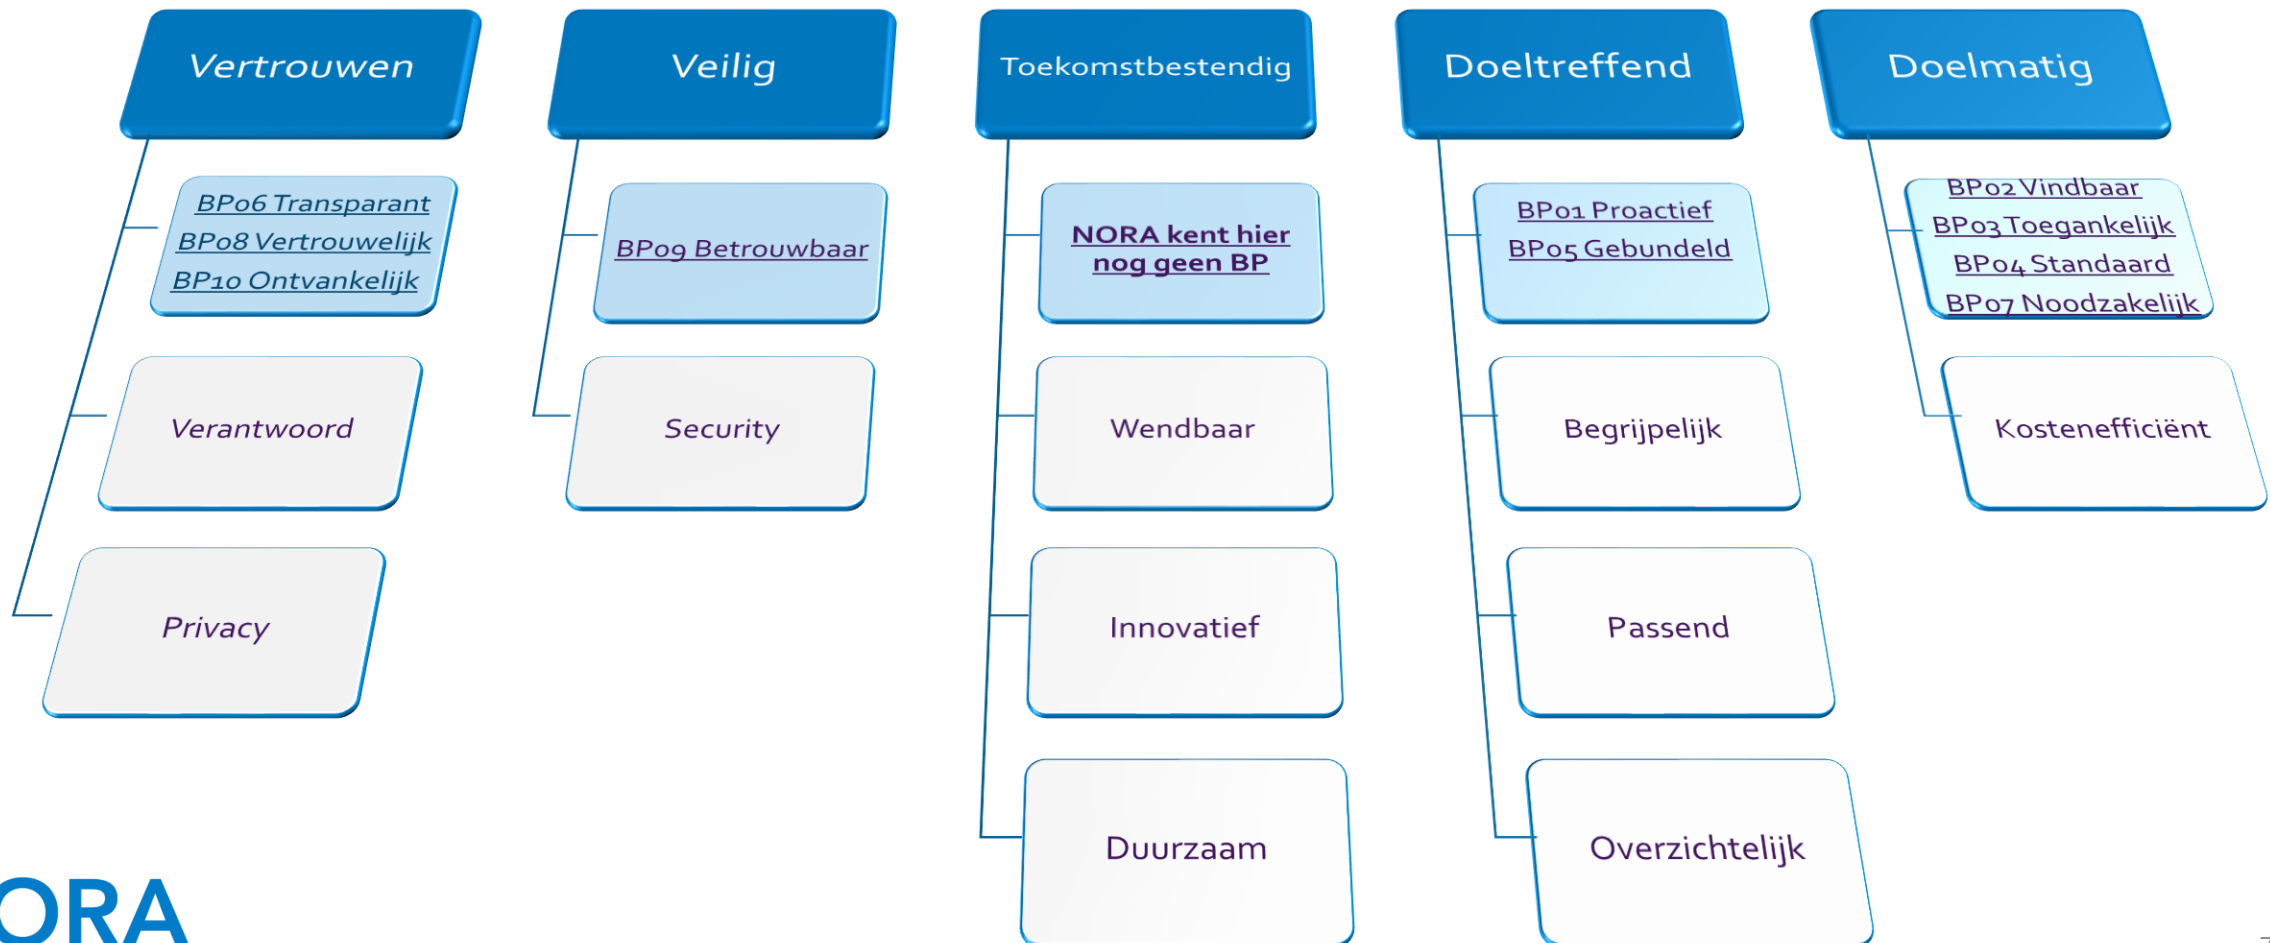 Vertrouwen
Veilig
Toekomstbestendig
Doeltreffend
Doelmatig
BP06 Transparant
BP08 Vertrouwelijk
BP10 Ontvankelijk
BP09 Betrouwbaar
NORA kent hier
nog geen BP
BP01 Proactief
BP05 Gebundeld
BP02 Vindbaar
BP03 Toegankelijk
BP04 Standaard
BP07 Noodzakelijk
Verantwoord
Security
Wendbaar
Begrijpelijk
Kostenefficiënt
Privacy
Innovatief
Passend
Duurzaam
Overzichtelijk
ORA